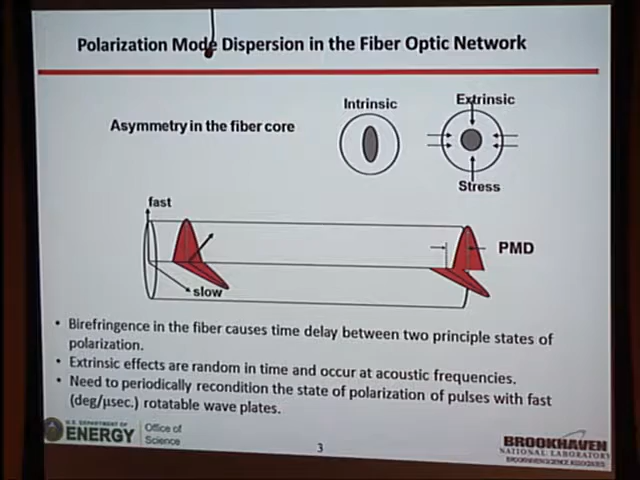 Polarization Mode Dispersion in the Fiber Optic Network
Intrinsic
Extrinsic
Asymmetry in the fiber core
Stress
fast
PMD
slow
• Birefringence in the fiber causes time delay between two principle states of
polarization.
• Extrinsic effects are random in time and occur at acoustic frequencies.
• Need to periodically recondition the state of polarization of pulses with fast
(deg/μsec.) rotatable wave plates.
U.S. DEPARTMENT OF
ENERGY
Office of
Science
3
BROOKHAVEN
NATIONAL LABORATORY
BROOKHAVEN SCIENCE ASSOCIATES